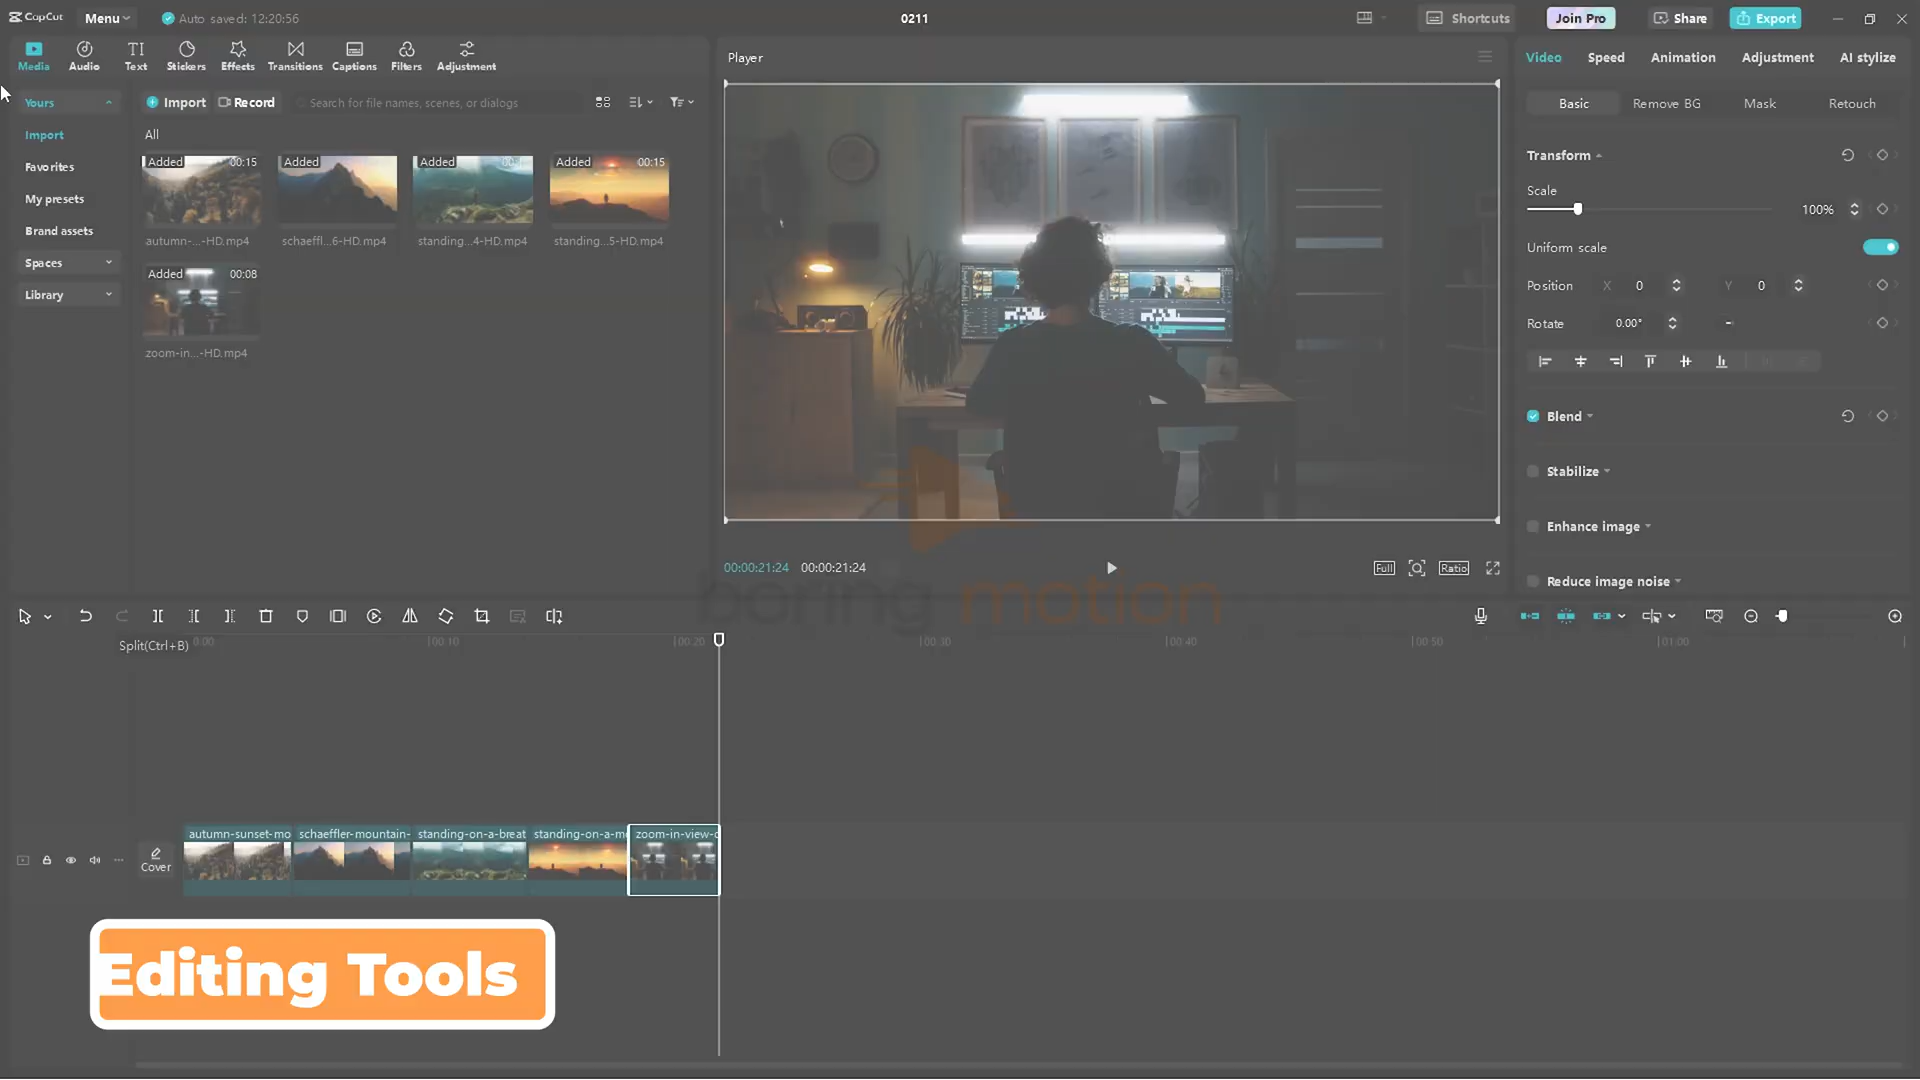 CapCut
Menu
Auto saved: 12:20:56
0211
Shortcuts
Join Pro
Share
Export
Media
Audio
Text
Stickers
Effects
Transitions
Captions
Filters
Adjustment
Player
Video
Speed
Animation
Adjustment
AI stylize
Yours
Import
Favorites
My presets
Brand assets
Spaces
Library
Import
Record
Search for file names, scenes, or dialogs
All
Added 00:15
Added
Added
Added 00:15
autumn-...-HD.mp4
schaeffl...6-HD.mp4
standing...4-HD.mp4
standing...5-HD.mp4
Added 00:08
zoom-in...-HD.mp4
Basic
Remove BG
Mask
Retouch
Transform
Scale
100%
Uniform scale
Position X 0 Y 0
Rotate 0.00°
Blend
Stabilize
Enhance image
Reduce image noise
00:00:21:24 00:00:21:24
Full
Ratio
boring motion
Split(Ctrl+B)
0:00
00:10
00:20
00:30
00:40
00:50
01:00
autumn-sunset-mo
schaeffler-mountain-
standing-on-a-breat
standing-on-a-m
zoom-in-view-o
Cover
Editing Tools